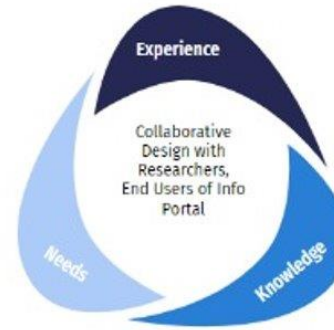 Experience
Collaborative
Design with
Researchers,
End Users of Info
Portal
Needs
Knowledge